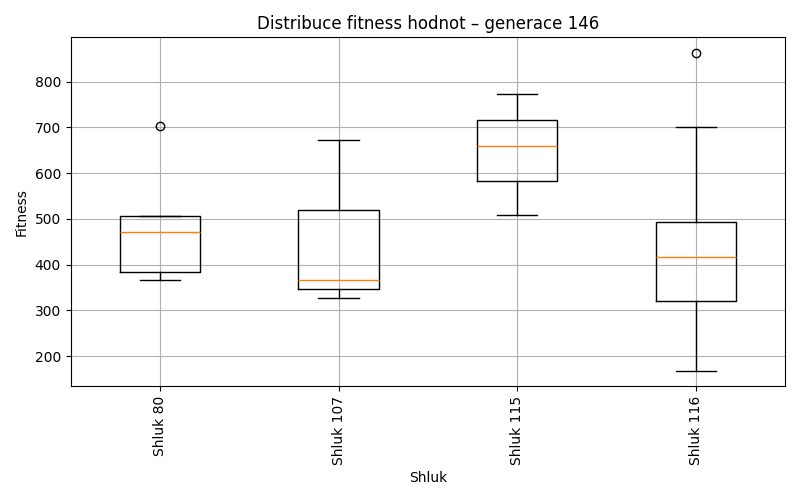 Distribuce fitness hodnot – generace 146
Fitness
800
700
600
500
400
300
200
Shluk 80
Shluk 107
Shluk 115
Shluk 116
Shluk